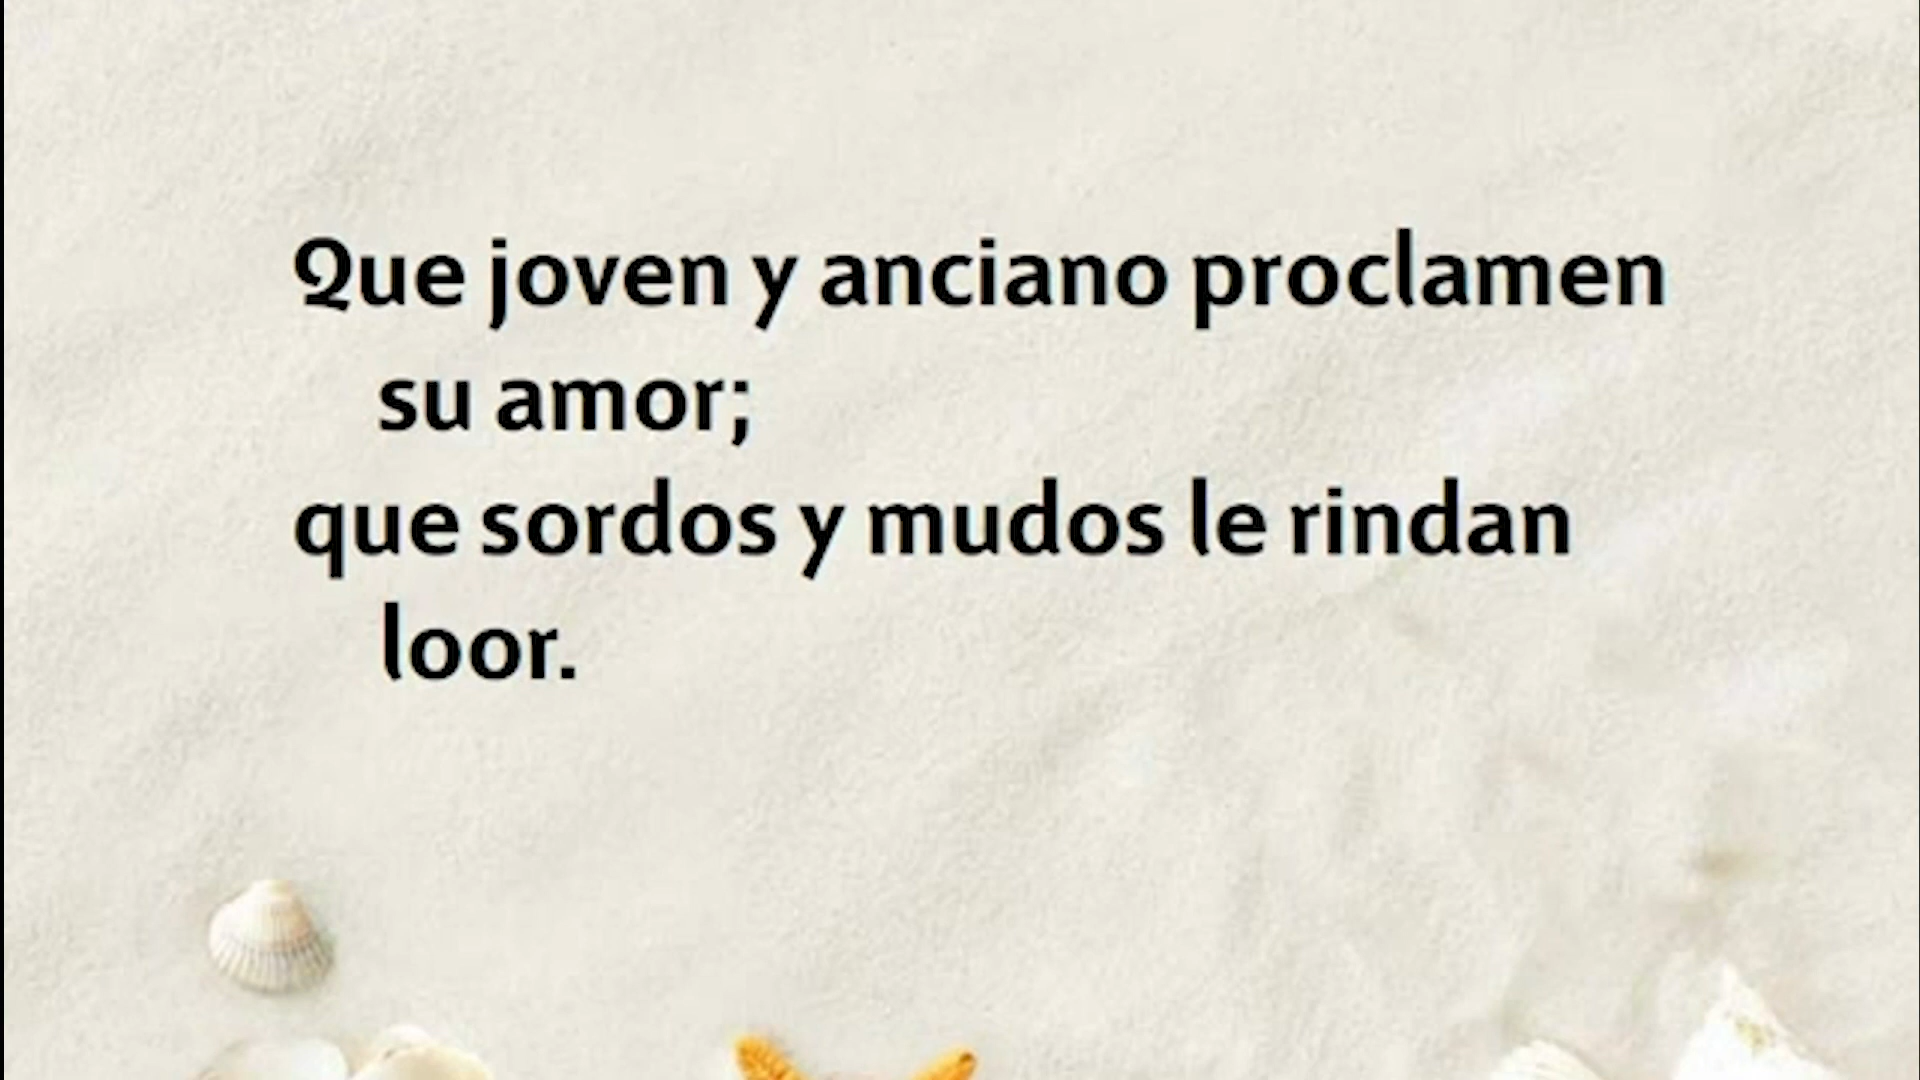 Que joven y anciano proclamen
su amor;
que sordos y mudos le rindan
loor.